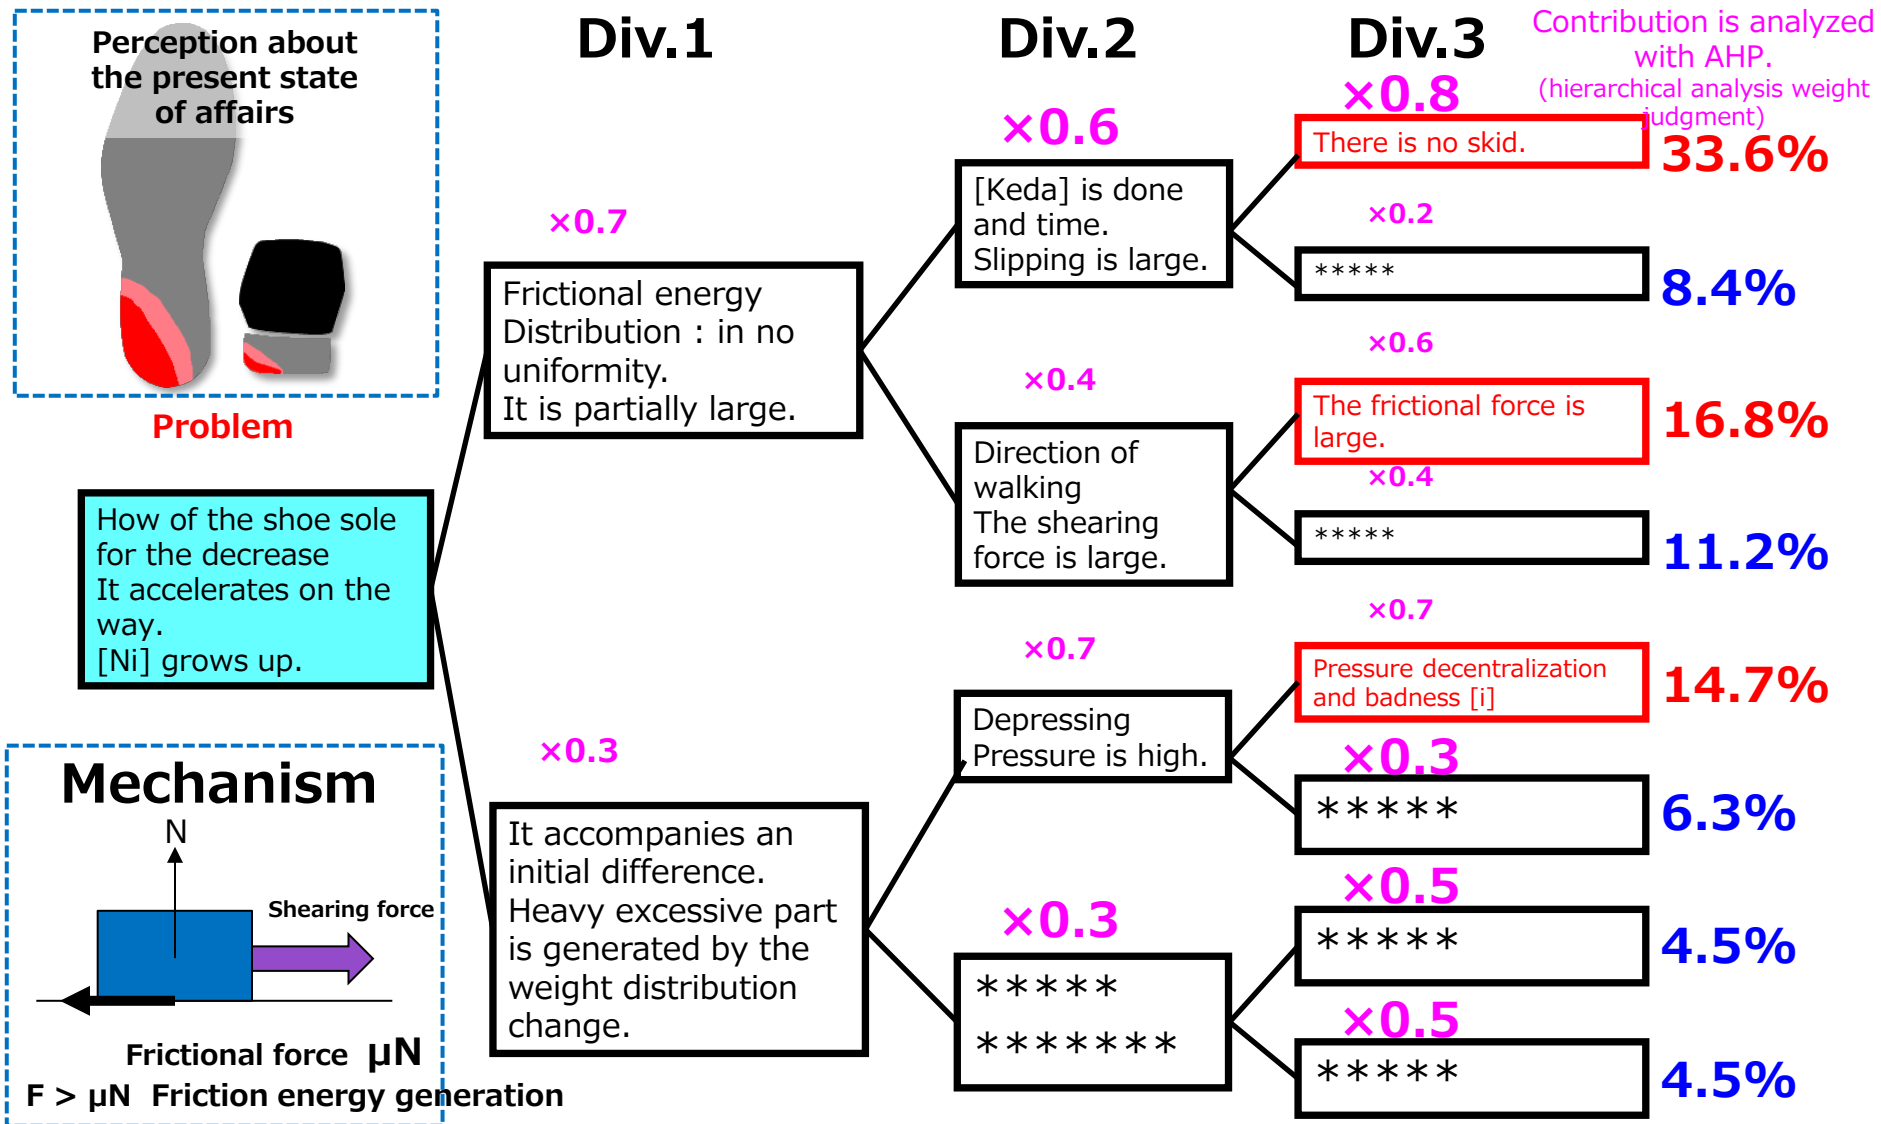 Perception about
the present state
of affairs
Problem
How of the shoe sole
for the decrease
It accelerates on the
way.
[Ni] grows up.
Mechanism
N
Shearing force
Frictional force μN
F > μN Friction energy generation
Div.1
×0.7
Frictional energy
Distribution : in no
uniformity.
It is partially large.
×0.3
It accompanies an
initial difference.
Heavy excessive part
is generated by the
weight distribution
change.
Div.2
×0.6
[Keda] is done
and time.
Slipping is large.
×0.4
Direction of
walking
The shearing
force is large.
×0.7
Depressing
Pressure is high.
×0.3
*****
*******
Div.3
Contribution is analyzed
with AHP.
(hierarchical analysis weight
judgment)
×0.8
There is no skid.
33.6%
×0.2
*****
8.4%
×0.6
The frictional force is
large.
16.8%
×0.4
*****
11.2%
×0.7
Pressure decentralization
and badness [i]
14.7%
×0.3
*****
6.3%
×0.5
*****
4.5%
×0.5
*****
4.5%